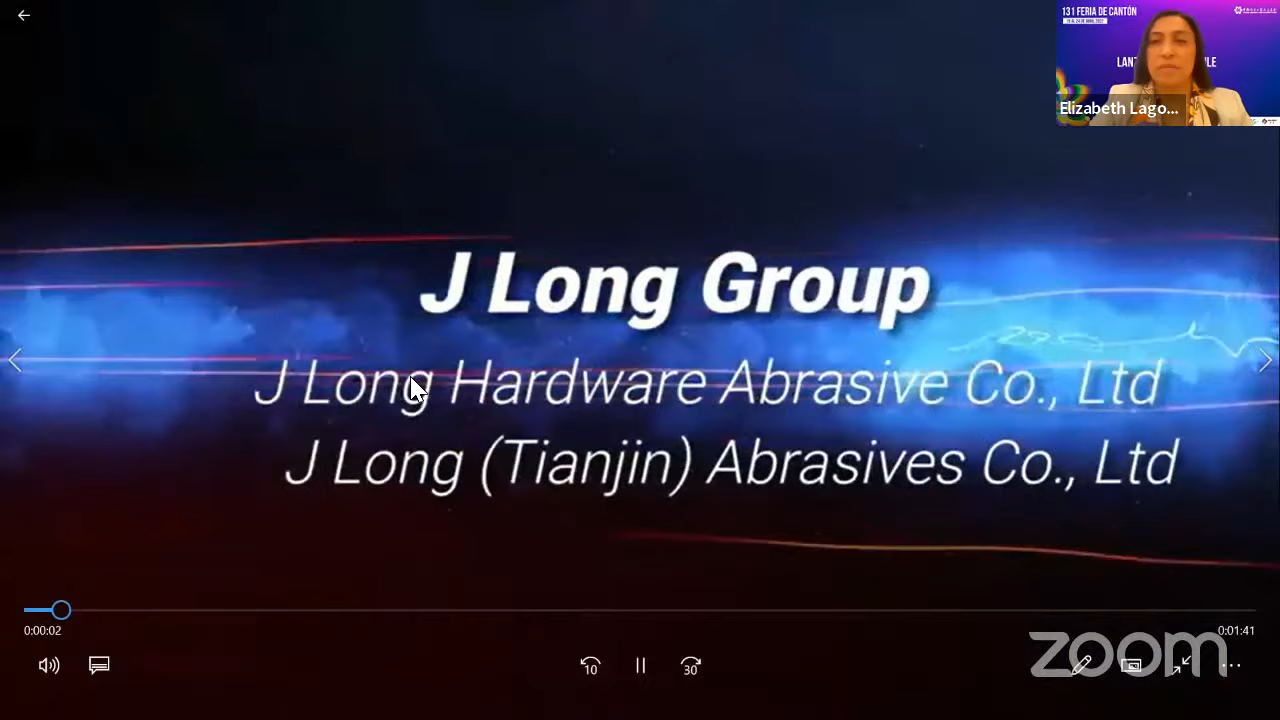 131 FERIA DE CANTÓN
Elizabeth Lago...
J Long Group
J Long Hardware Abrasive Co., Ltd
J Long (Tianjin) Abrasives Co., Ltd
0:00:02
0:01:41
10
30
zoom